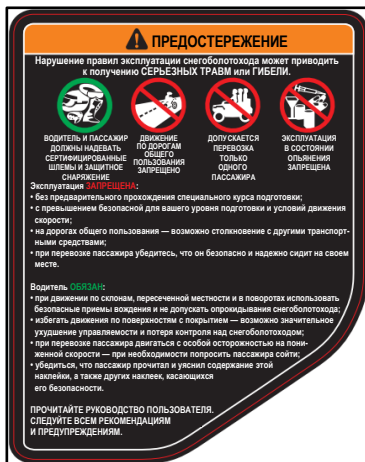 ПРЕДОСТЕРЕЖЕНИЕ
Нарушение правил эксплуатации снегоболотохода может приводить
к получению СЕРЬЕЗНЫХ ТРАВМ или ГИБЕЛИ.
ВОДИТЕЛЬ И ПАССАЖИР
ДОЛЖНЫ НАДЕВАТЬ
СЕРТИФИЦИРОВАННЫЕ
ШЛЕМЫ И ЗАЩИТНОЕ
СНАРЯЖЕНИЕ
ДВИЖЕНИЕ
ПО ДОРОГАМ
ОБЩЕГО
ПОЛЬЗОВАНИЯ
ЗАПРЕЩЕНО
ДОПУСКАЕТСЯ
ПЕРЕВОЗКА
ТОЛЬКО
ОДНОГО
ПАССАЖИРА
ЭКСПЛУАТАЦИЯ
В СОСТОЯНИИ
ОПЬЯНЕНИЯ
ЗАПРЕЩЕНА
Эксплуатация ЗАПРЕЩЕНА:
• без предварительного прохождения специального курса подготовки;
• с превышением безопасной для вашего уровня подготовки и условий движения
скорости;
• на дорогах общего пользования — возможно столкновение с другими транспорт-
ными средствами;
• при перевозке пассажира убедитесь, что он безопасно и надежно сидит на своем
месте.
Водитель ОБЯЗАН:
• при движении по склонам, пересеченной местности и в поворотах использовать
безопасные приемы вождения и не допускать опрокидывания снегоболотохода;
• избегать движения по поверхностям с покрытием — возможно значительное
ухудшение управляемости и потеря контроля над снегоболотоходом;
• при перевозке пассажира двигаться с особой осторожностью на пони-
женной скорости — при необходимости попросить пассажира сойти;
• убедиться, что пассажир прочитал и уяснил содержание этой
наклейки, а также других наклеек, касающихся
его безопасности.
ПРОЧИТАЙТЕ РУКОВОДСТВО ПОЛЬЗОВАТЕЛЯ.
СЛЕДУЙТЕ ВСЕМ РЕКОМЕНДАЦИЯМ
И ПРЕДУПРЕЖДЕНИЯМ.